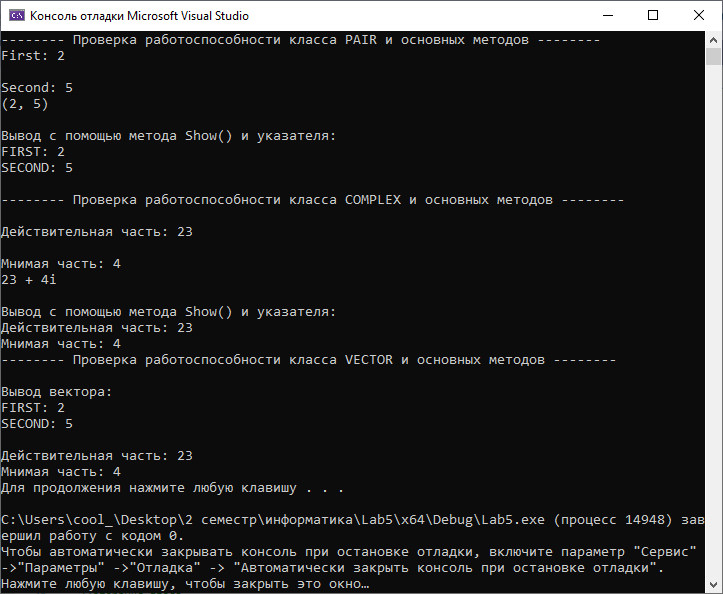 Консоль отладки Microsoft Visual Studio
-------- Проверка работоспособности класса PAIR и основных методов --------
First: 2
Second: 5
(2, 5)
Вывод с помощью метода Show() и указателя:
FIRST: 2
SECOND: 5
-------- Проверка работоспособности класса COMPLEX и основных методов --------
Действительная часть: 23
Мнимая часть: 4
23 + 4i
Вывод с помощью метода Show() и указателя:
Действительная часть: 23
Мнимая часть: 4
-------- Проверка работоспособности класса VECTOR и основных методов --------
Вывод вектора:
FIRST: 2
SECOND: 5
Действительная часть: 23
Мнимая часть: 4
Для продолжения нажмите любую клавишу . . .
C:\Users\cool_\Desktop\2 семестр\информатика\Lab5\x64\Debug\Lab5.exe (процесс 14948) зав
ершил работу с кодом 0.
Чтобы автоматически закрывать консоль при остановке отладки, включите параметр "Сервис"
->"Параметры" ->"Отладка" -> "Автоматически закрыть консоль при остановке отладки".
Нажмите любую клавишу, чтобы закрыть это окно…